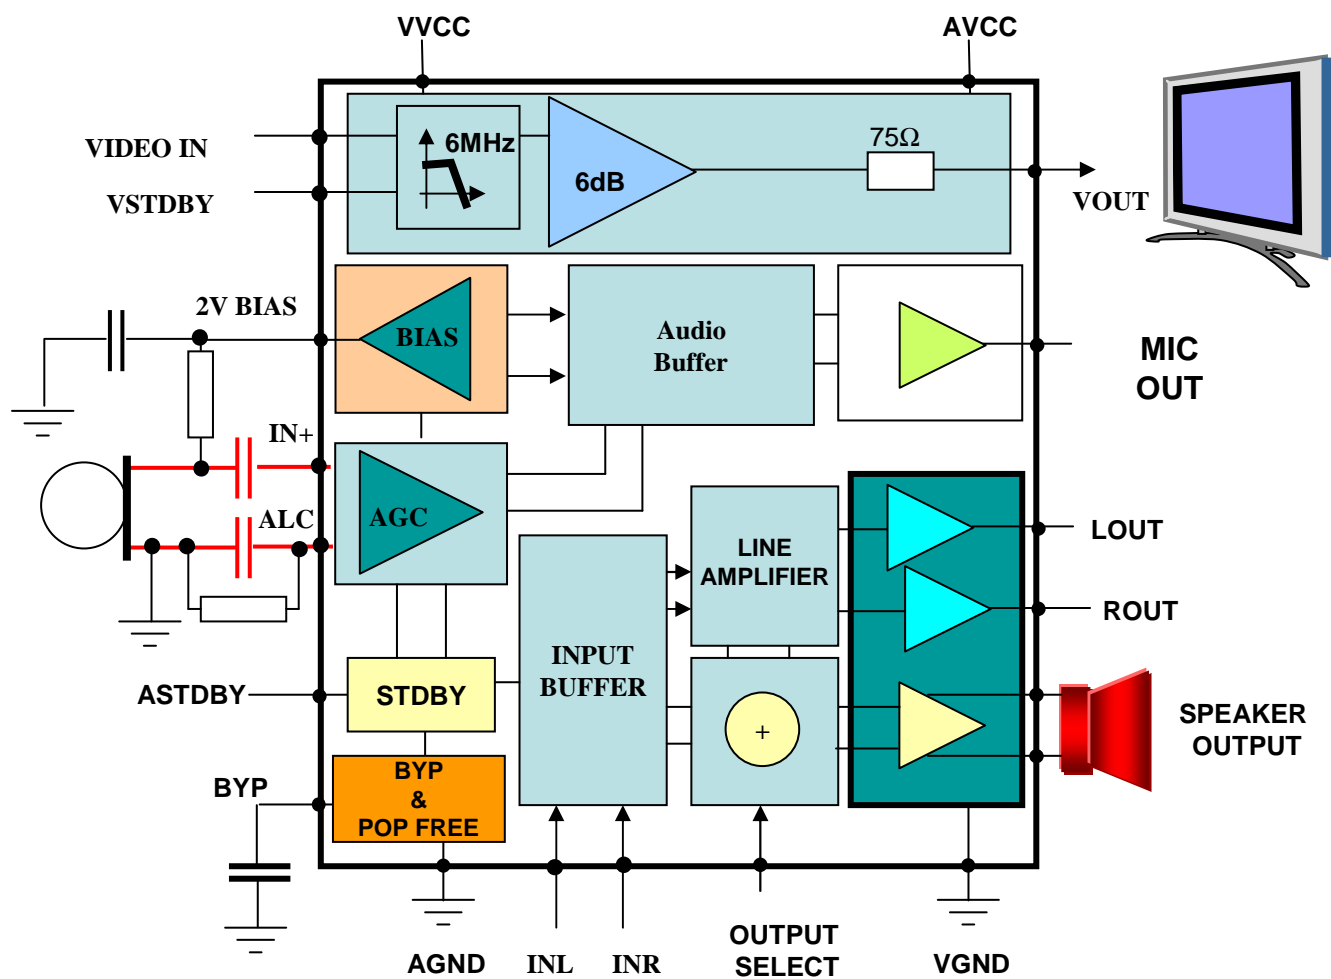 VVCC
AVCC
VIDEO IN
6MHz
6dB
75Ω
VSTDBY
VOUT
2V BIAS
BIAS
Audio
Buffer
MIC
OUT
IN+
AGC
ALC
LINE
AMPLIFIER
LOUT
ROUT
INPUT
BUFFER
ASTDBY
STDBY
+
SPEAKER
OUTPUT
BYP
BYP
&
POP FREE
AGND
INL
INR
OUTPUT
SELECT
VGND